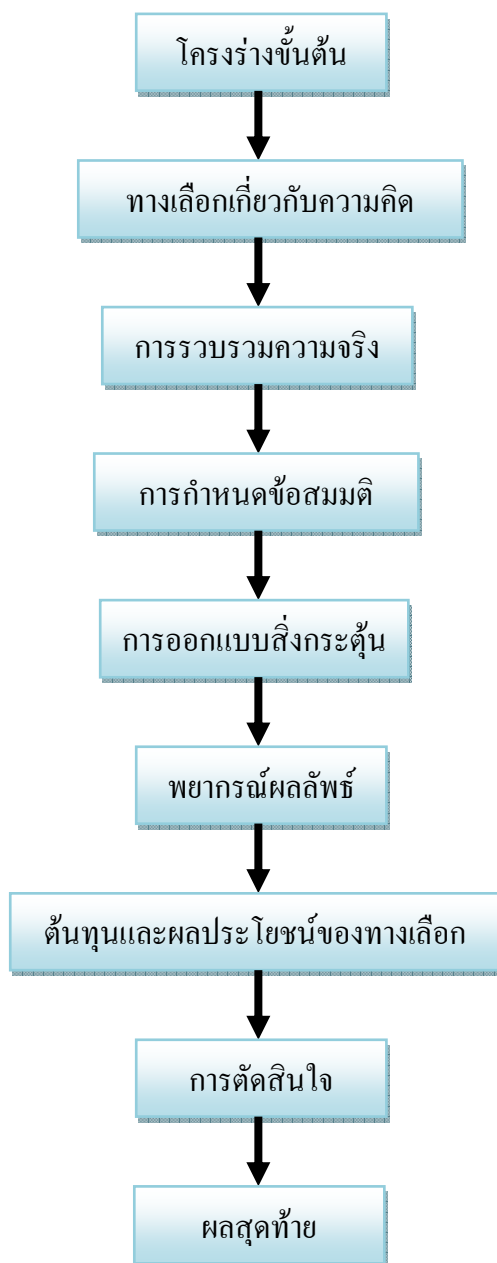 โครงร่างขั้นต้น
ทางเลือกเกี่ยวกับความคิด
การรวบรวมความจริง
การกำหนดข้อสมมติ
การออกแบบสิ่งกระตุ้น
พยากรณ์ผลลัพธ์
ต้นทุนและผลประโยชน์ของทางเลือก
การตัดสินใจ
ผลสุดท้าย